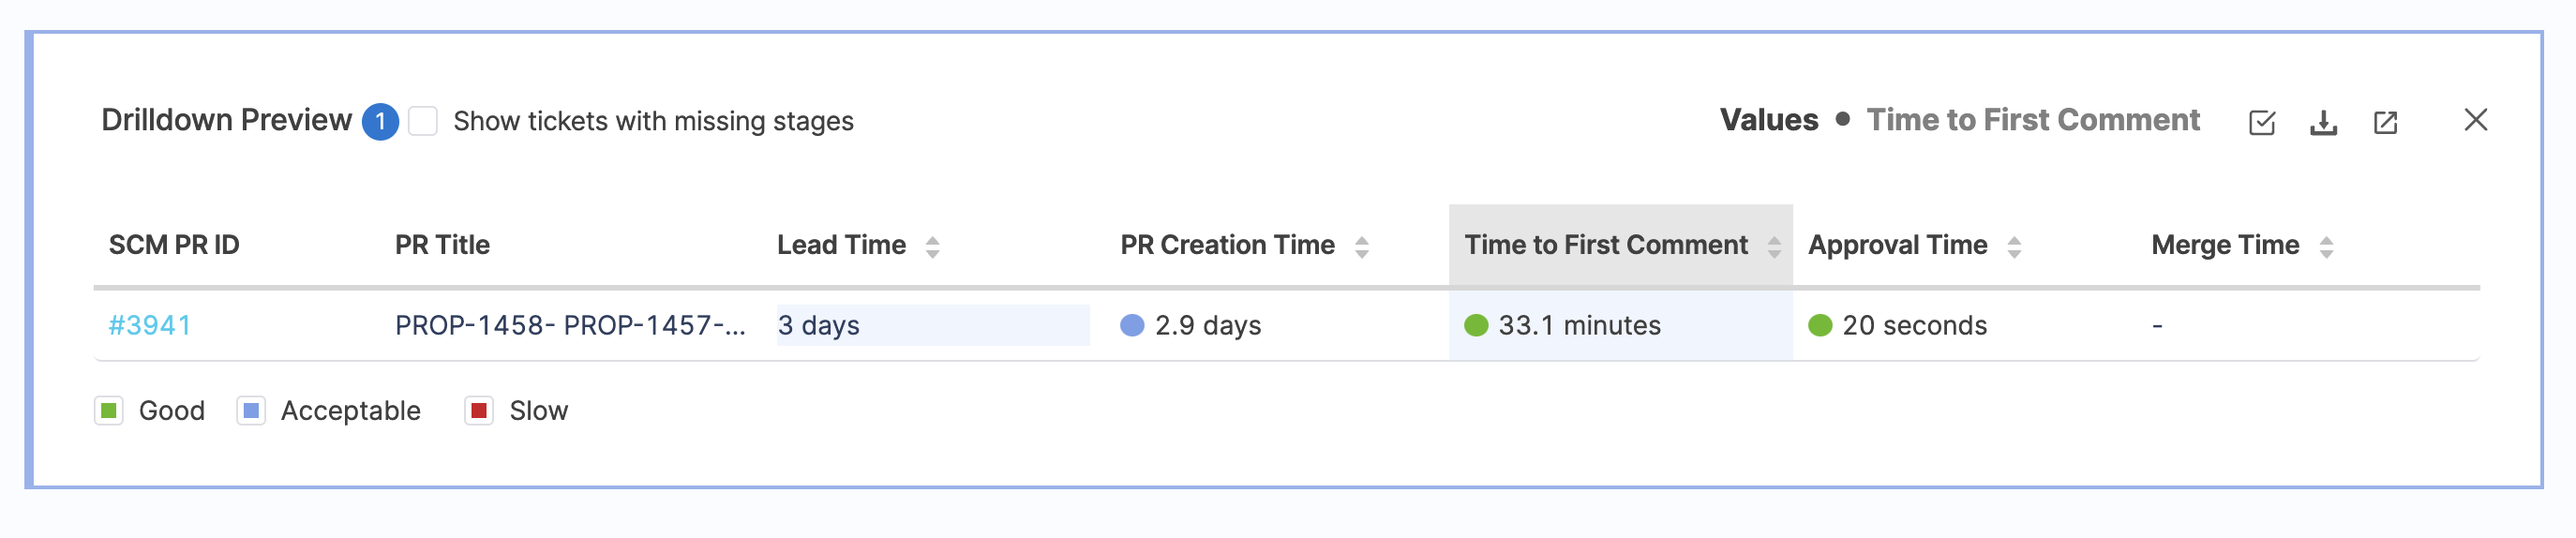 Drilldown Preview 1 Show tickets with missing stages Values • Time to First Comment
SCM PR ID PR Title Lead Time PR Creation Time Time to First Comment Approval Time Merge Time
#3941 PROP-1458- PROP-1457-... 3 days 2.9 days 33.1 minutes 20 seconds -
Good Acceptable Slow